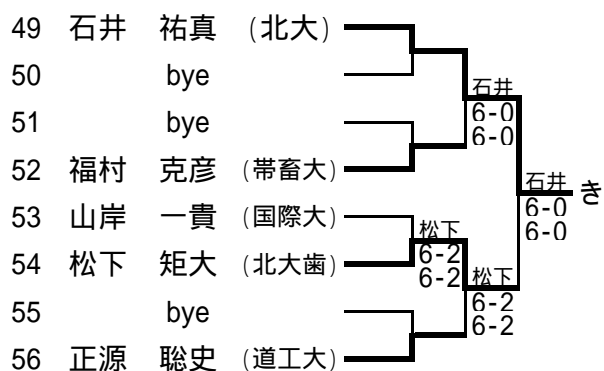 49 石井 祐真 (北大)
50 bye
51 bye
52 福村 克彦 (帯畜大)
53 山岸 一貴 (国際大)
54 松下 矩大 (北大歯)
55 bye
56 正源 聡史 (道工大)
石井
6-0
6-0
松下
6-2
6-2
松下
6-2
6-2
石井
6-0
6-0
き